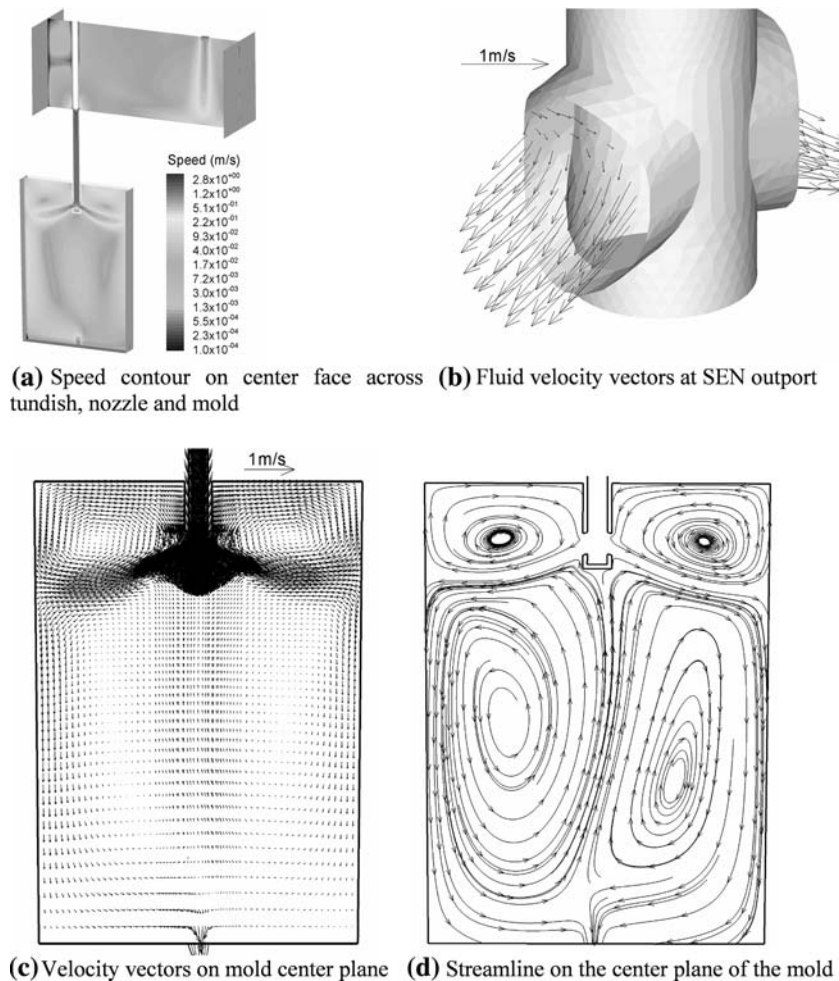 1m/s
Speed (m/s)
2.8x10⁺⁰⁰
1.2x10⁺⁰⁰
5.1x10⁻⁰¹
2.2x10⁻⁰¹
9.3x10⁻⁰²
4.0x10⁻⁰²
1.7x10⁻⁰²
7.2x10⁻⁰³
3.0x10⁻⁰³
1.3x10⁻⁰³
5.5x10⁻⁰⁴
2.3x10⁻⁰⁴
1.0x10⁻⁰⁴
(a) Speed contour on center face across
tundish, nozzle and mold
(b) Fluid velocity vectors at SEN outport
1m/s
(c) Velocity vectors on mold center plane
(d) Streamline on the center plane of the mold